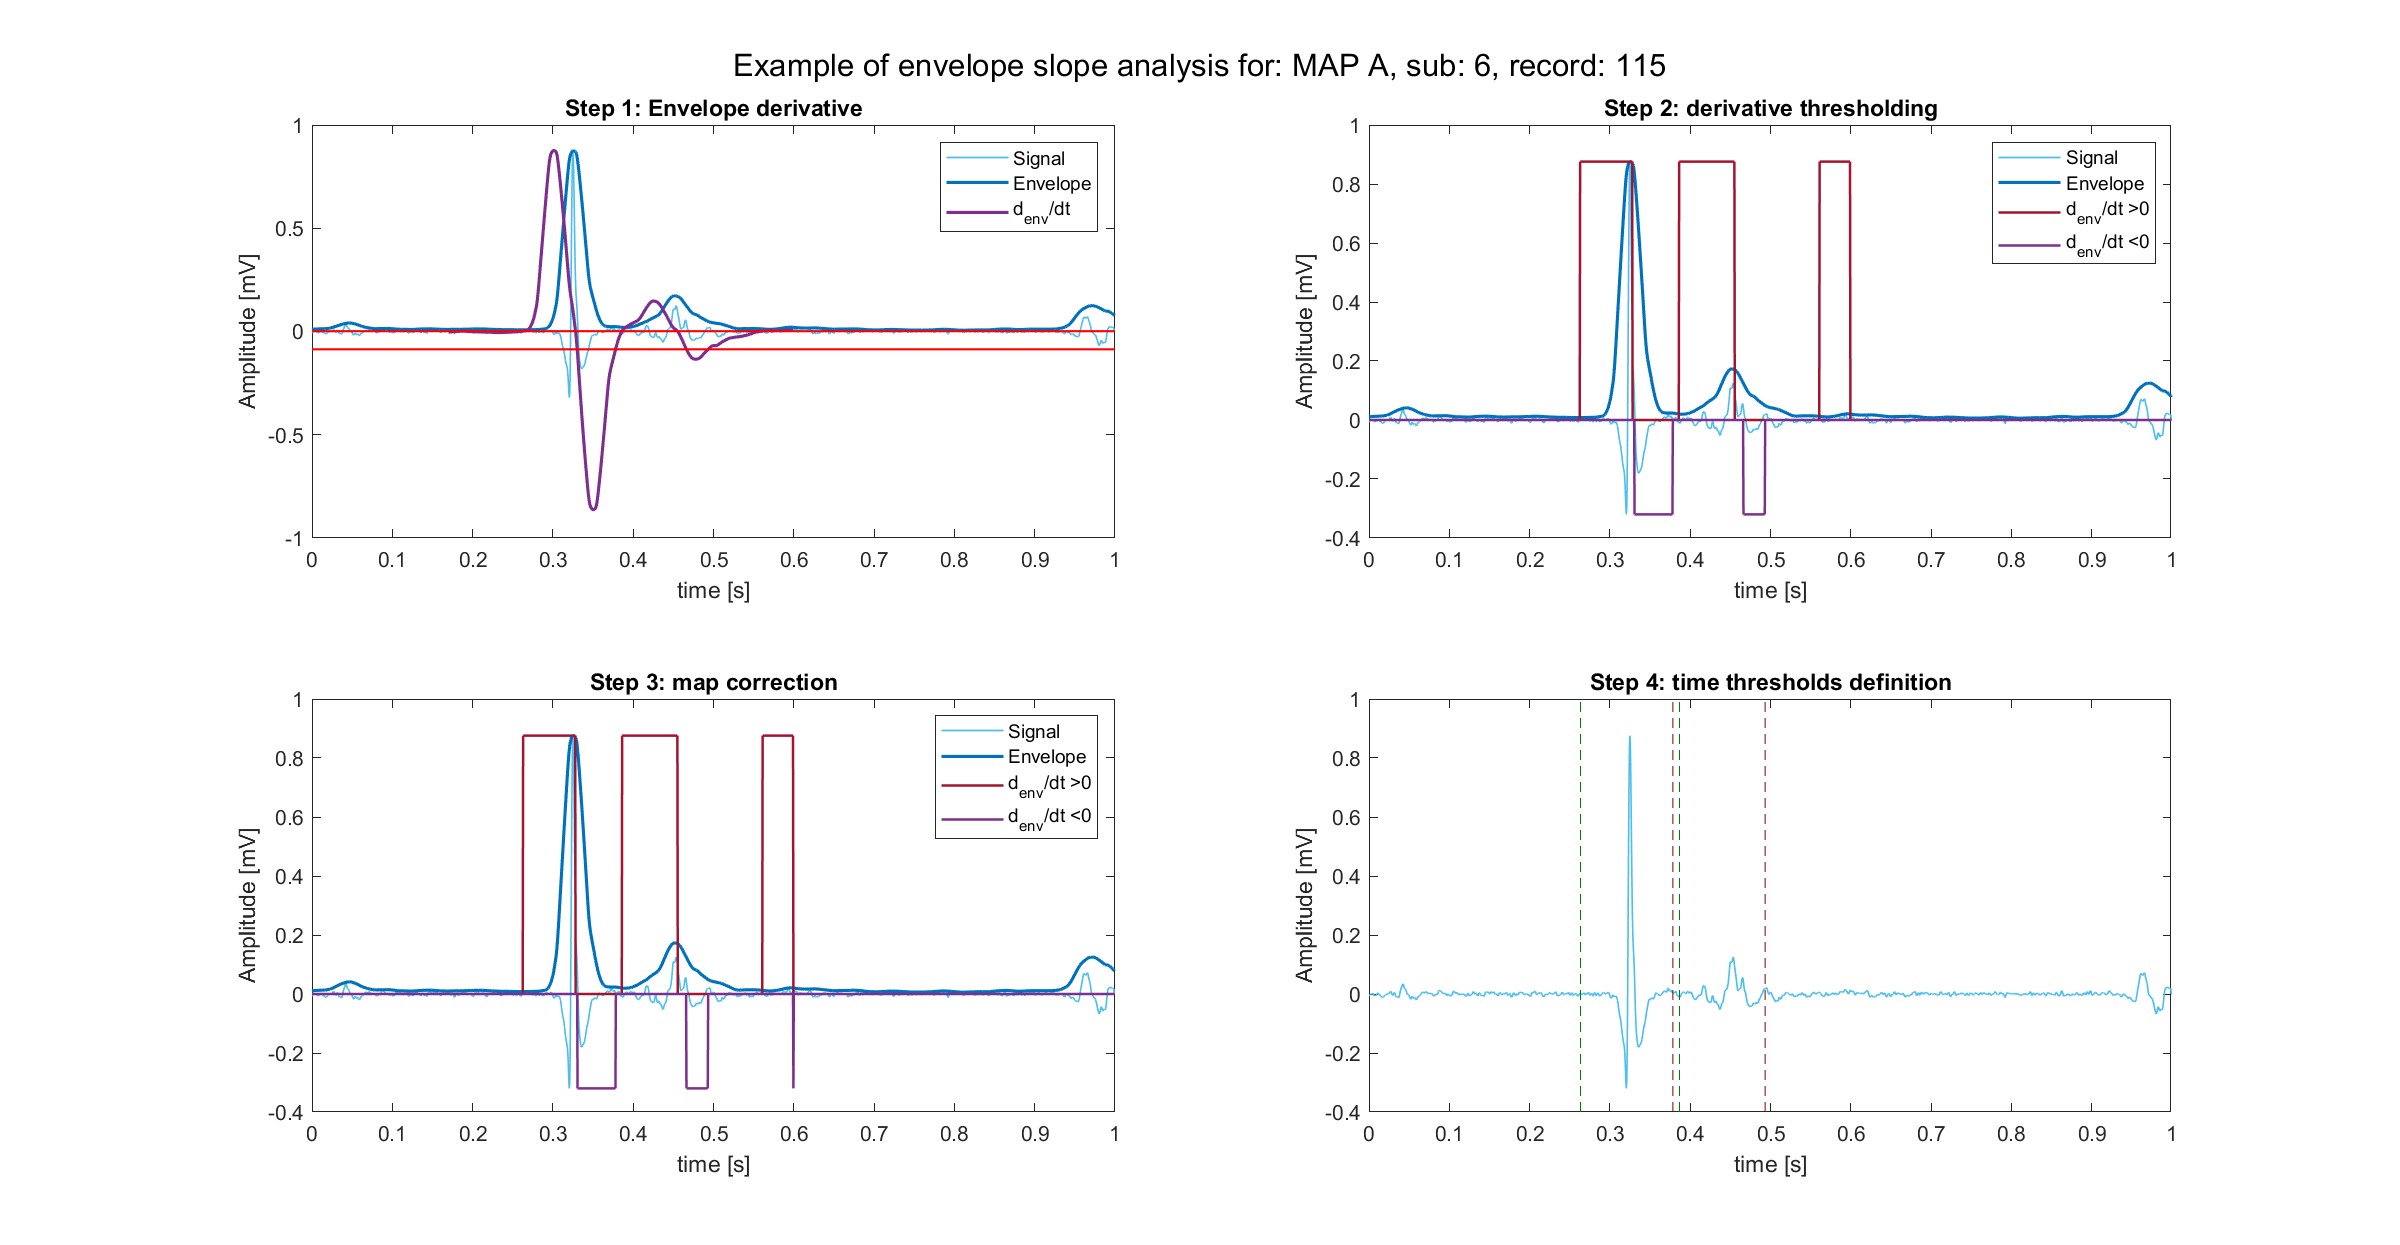 Example of envelope slope analysis for: MAP A, sub: 6, record: 115
Step 1: Envelope derivative
1
0.5
0
-0.5
-1
Amplitude [mV]
0 0.1 0.2 0.3 0.4 0.5 0.6 0.7 0.8 0.9 1
time [s]
Signal
Envelope
d_env/dt
Step 2: derivative thresholding
1
0.8
0.6
0.4
0.2
0
-0.2
-0.4
Amplitude [mV]
0 0.1 0.2 0.3 0.4 0.5 0.6 0.7 0.8 0.9 1
time [s]
Signal
Envelope
d_env/dt >0
d_env/dt <0
Step 3: map correction
1
0.8
0.6
0.4
0.2
0
-0.2
-0.4
Amplitude [mV]
0 0.1 0.2 0.3 0.4 0.5 0.6 0.7 0.8 0.9 1
time [s]
Signal
Envelope
d_env/dt >0
d_env/dt <0
Step 4: time thresholds definition
1
0.8
0.6
0.4
0.2
0
-0.2
-0.4
Amplitude [mV]
0 0.1 0.2 0.3 0.4 0.5 0.6 0.7 0.8 0.9 1
time [s]